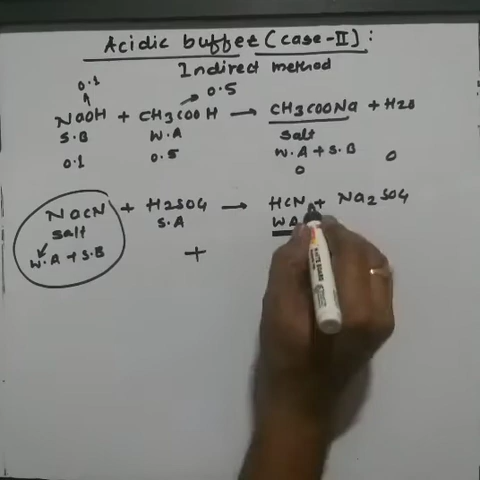 Acidic buffer (case-II):
Indirect method
0.1
0.5
NaOH + CH3COOH → CH3COONa + H2O
S.B W.A salt
W.A + S.B
0.1 0.5 0 0
NaCN + H2SO4 → HCN + Na2SO4
salt S.A W.A
W.A + S.B
+